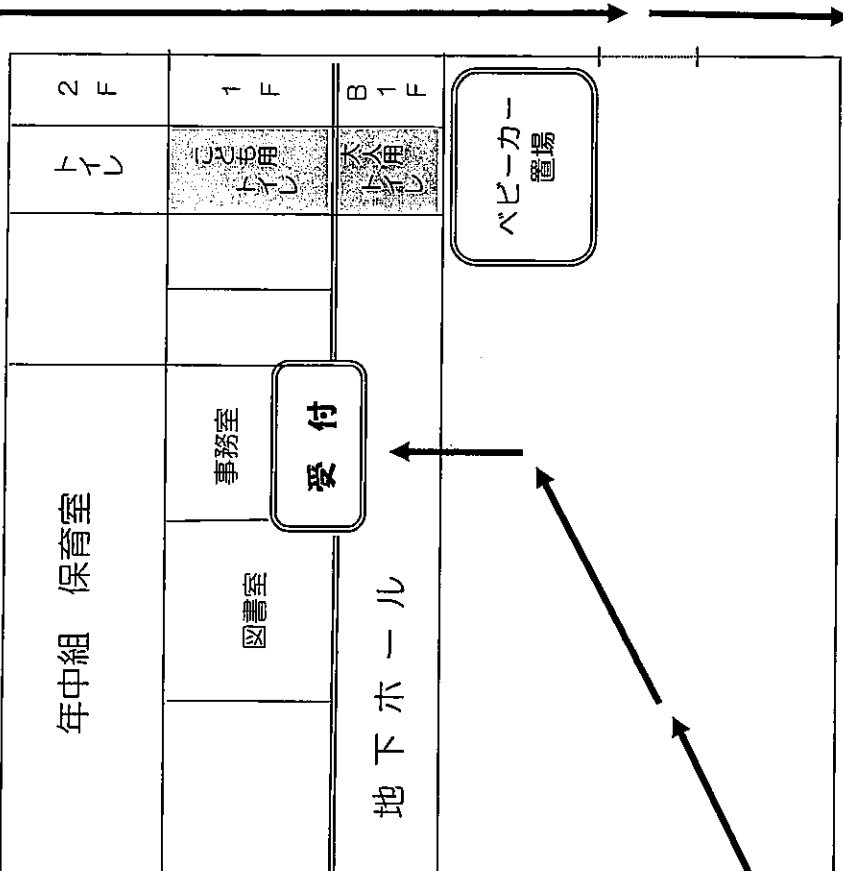 2F
トイレ
年中組 保育室
1F
こども用
トイレ
事務室
図書室
受付
B1F
大人用
トイレ
地下ホール
ベビーカー
置場